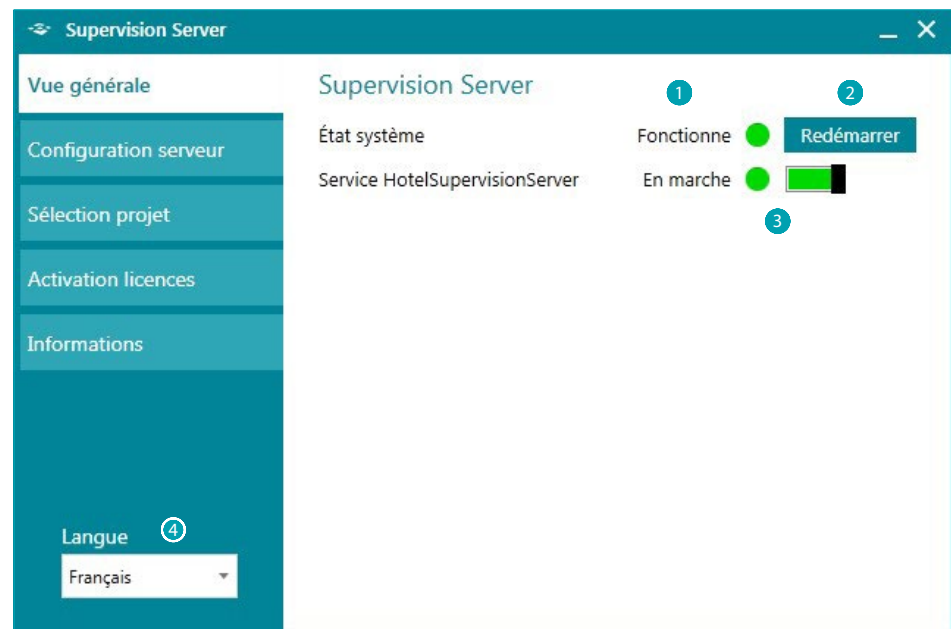 Supervision Server
Vue générale
Configuration serveur
Sélection projet
Activation licences
Informations
Langue 4
Français
Supervision Server
1 2
État système Fonctionne Redémarrer
Service HotelSupervisionServer En marche
3